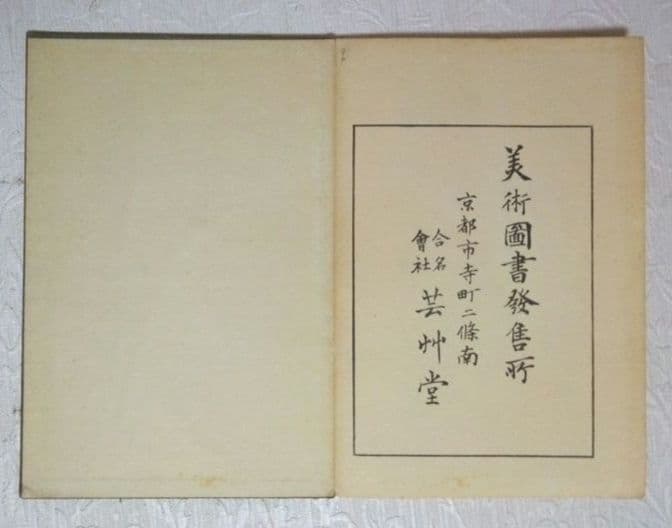 美術圖書發售所
京都市寺町二條南
合名
會社
芸艸堂